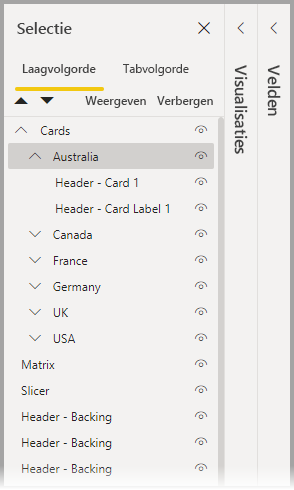 Selectie
Laagvolgorde Tabvolgorde
Weergeven Verbergen
Cards
Australia
Header - Card 1
Header - Card Label 1
Canada
France
Germany
UK
USA
Matrix
Slicer
Header - Backing
Header - Backing
Header - Backing
Visualisaties
Velden